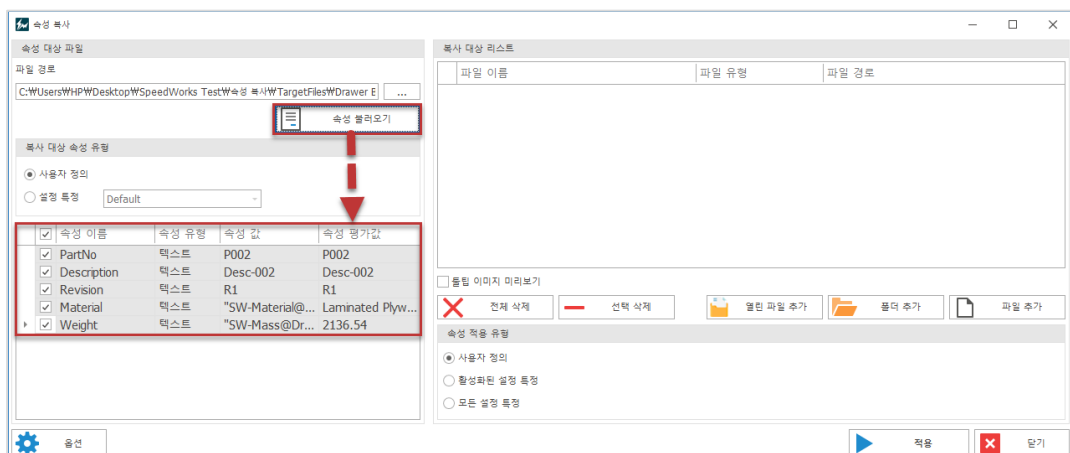 속성 복사
속성 대상 파일
파일 경로
C:₩Users₩HP₩Desktop₩SpeedWorks Test₩속성 복사₩TargetFiles₩Drawer E
...
속성 불러오기
복사 대상 속성 유형
사용자 정의
설정 특정 Default
속성 이름 속성 유형 속성 값 속성 평가값
PartNo 텍스트 P002 P002
Description 텍스트 Desc-002 Desc-002
Revision 텍스트 R1 R1
Material 텍스트 "SW-Material@... Laminated Plyw...
Weight 텍스트 "SW-Mass@Dr... 2136.54
옵션
복사 대상 리스트
파일 이름 파일 유형 파일 경로
툴팁 이미지 미리보기
전체 삭제 선택 삭제 열린 파일 추가 폴더 추가 파일 추가
속성 적용 유형
사용자 정의
활성화된 설정 특정
모든 설정 특정
적용 닫기